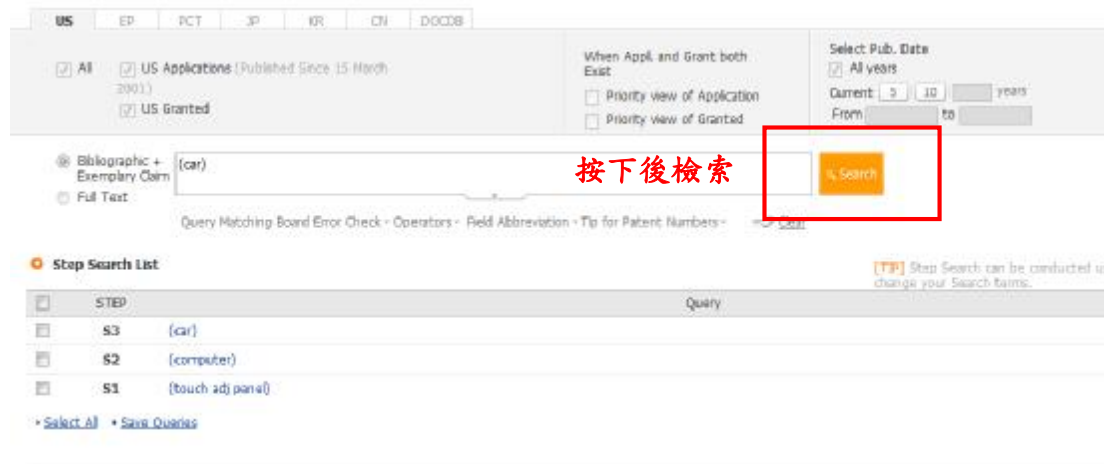 US EP PCT JP KR CN DOCDB
All US Applications (Published Since 15 March 2001)
US Granted
When Appl. and Grant both Exist
Priority view of Application
Priority view of Granted
Select Pub. Date
All years
Current 5 10 years
From to
Bibliographic + Exemplary Claim
Full Text
(car)
按下後檢索
Search
Query Matching Board Error Check - Operators - Field Abbreviation - Tip for Patent Numbers - Clear
Step Search List
[TIP] Step Search can be conducted u
change your Search items.
STEP Query
S3 (car)
S2 (computer)
S1 (touch adj panel)
Select All Save Queries